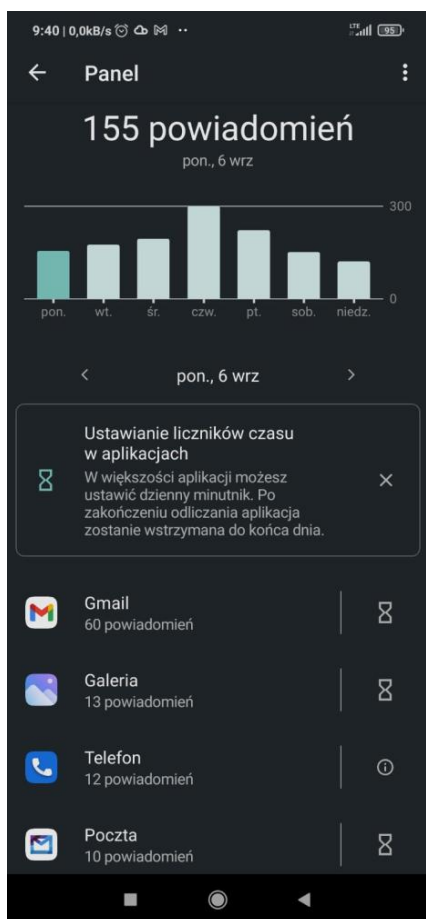 9:40 | 0,0kB/s
LTE
95
Panel
155 powiadomień
pon., 6 wrz
300
0
pon. wt. śr. czw. pt. sob. niedz.
pon., 6 wrz
Ustawianie liczników czasu
w aplikacjach
W większości aplikacji możesz
ustawić dzienny minutnik. Po
zakończeniu odliczania aplikacja
zostanie wstrzymana do końca dnia.
Gmail
60 powiadomień
Galeria
13 powiadomień
Telefon
12 powiadomień
Poczta
10 powiadomień